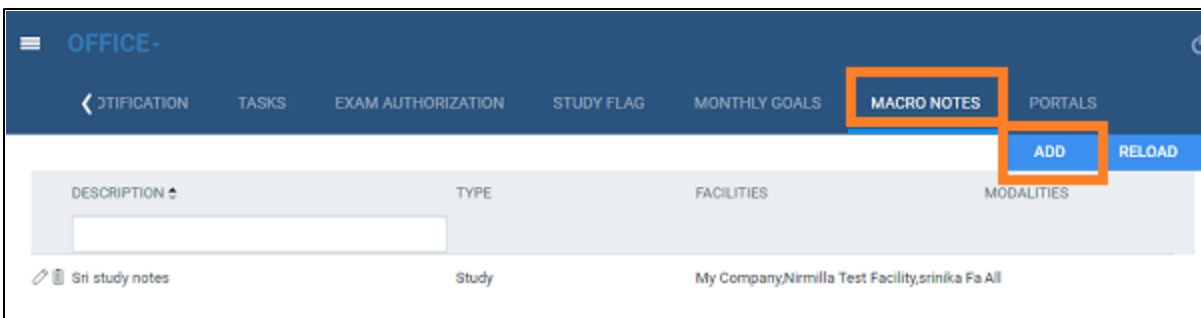 OFFICE
OTIFICATION TASKS EXAM AUTHORIZATION STUDY FLAG MONTHLY GOALS MACRO NOTES PORTALS
ADD RELOAD
DESCRIPTION TYPE FACILITIES MODALITIES
Sri study notes Study My Company,Nirmilla Test Facility,srinika Fa All